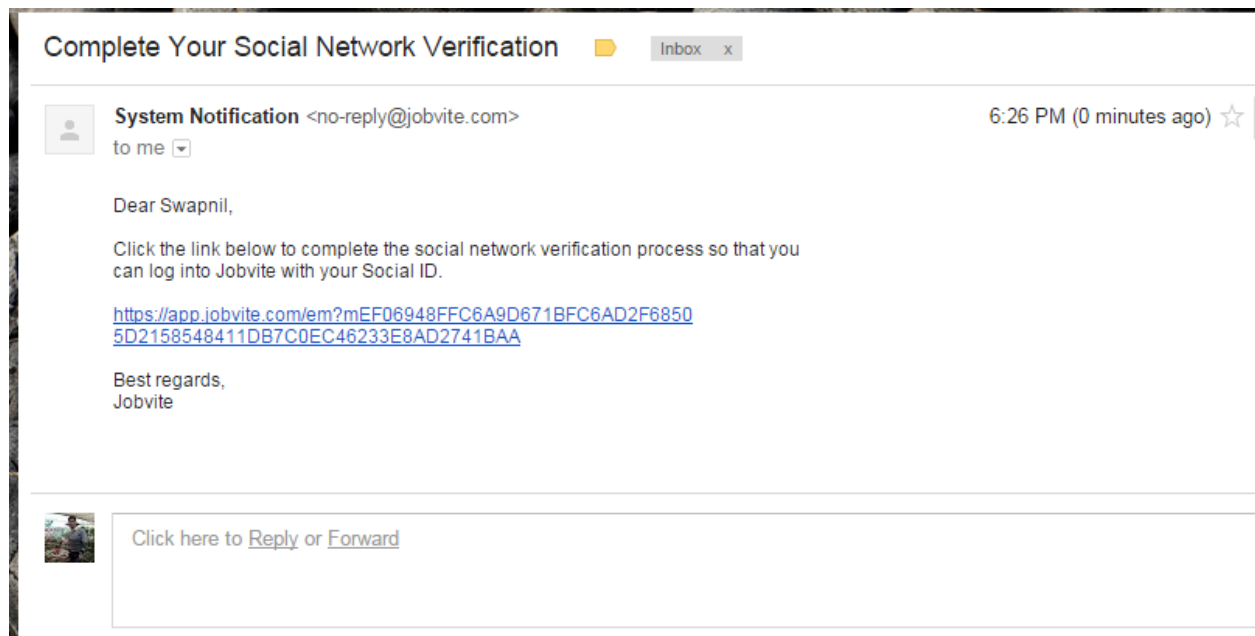 Complete Your Social Network Verification Inbox x
System Notification <no-reply@jobvite.com> 6:26 PM (0 minutes ago)
to me
Dear Swapnil,
Click the link below to complete the social network verification process so that you
can log into Jobvite with your Social ID.
https://app.jobvite.com/em?mEF06948FFC6A9D671BFC6AD2F6850
5D2158548411DB7C0EC46233E8AD2741BAA
Best regards,
Jobvite
Click here to Reply or Forward